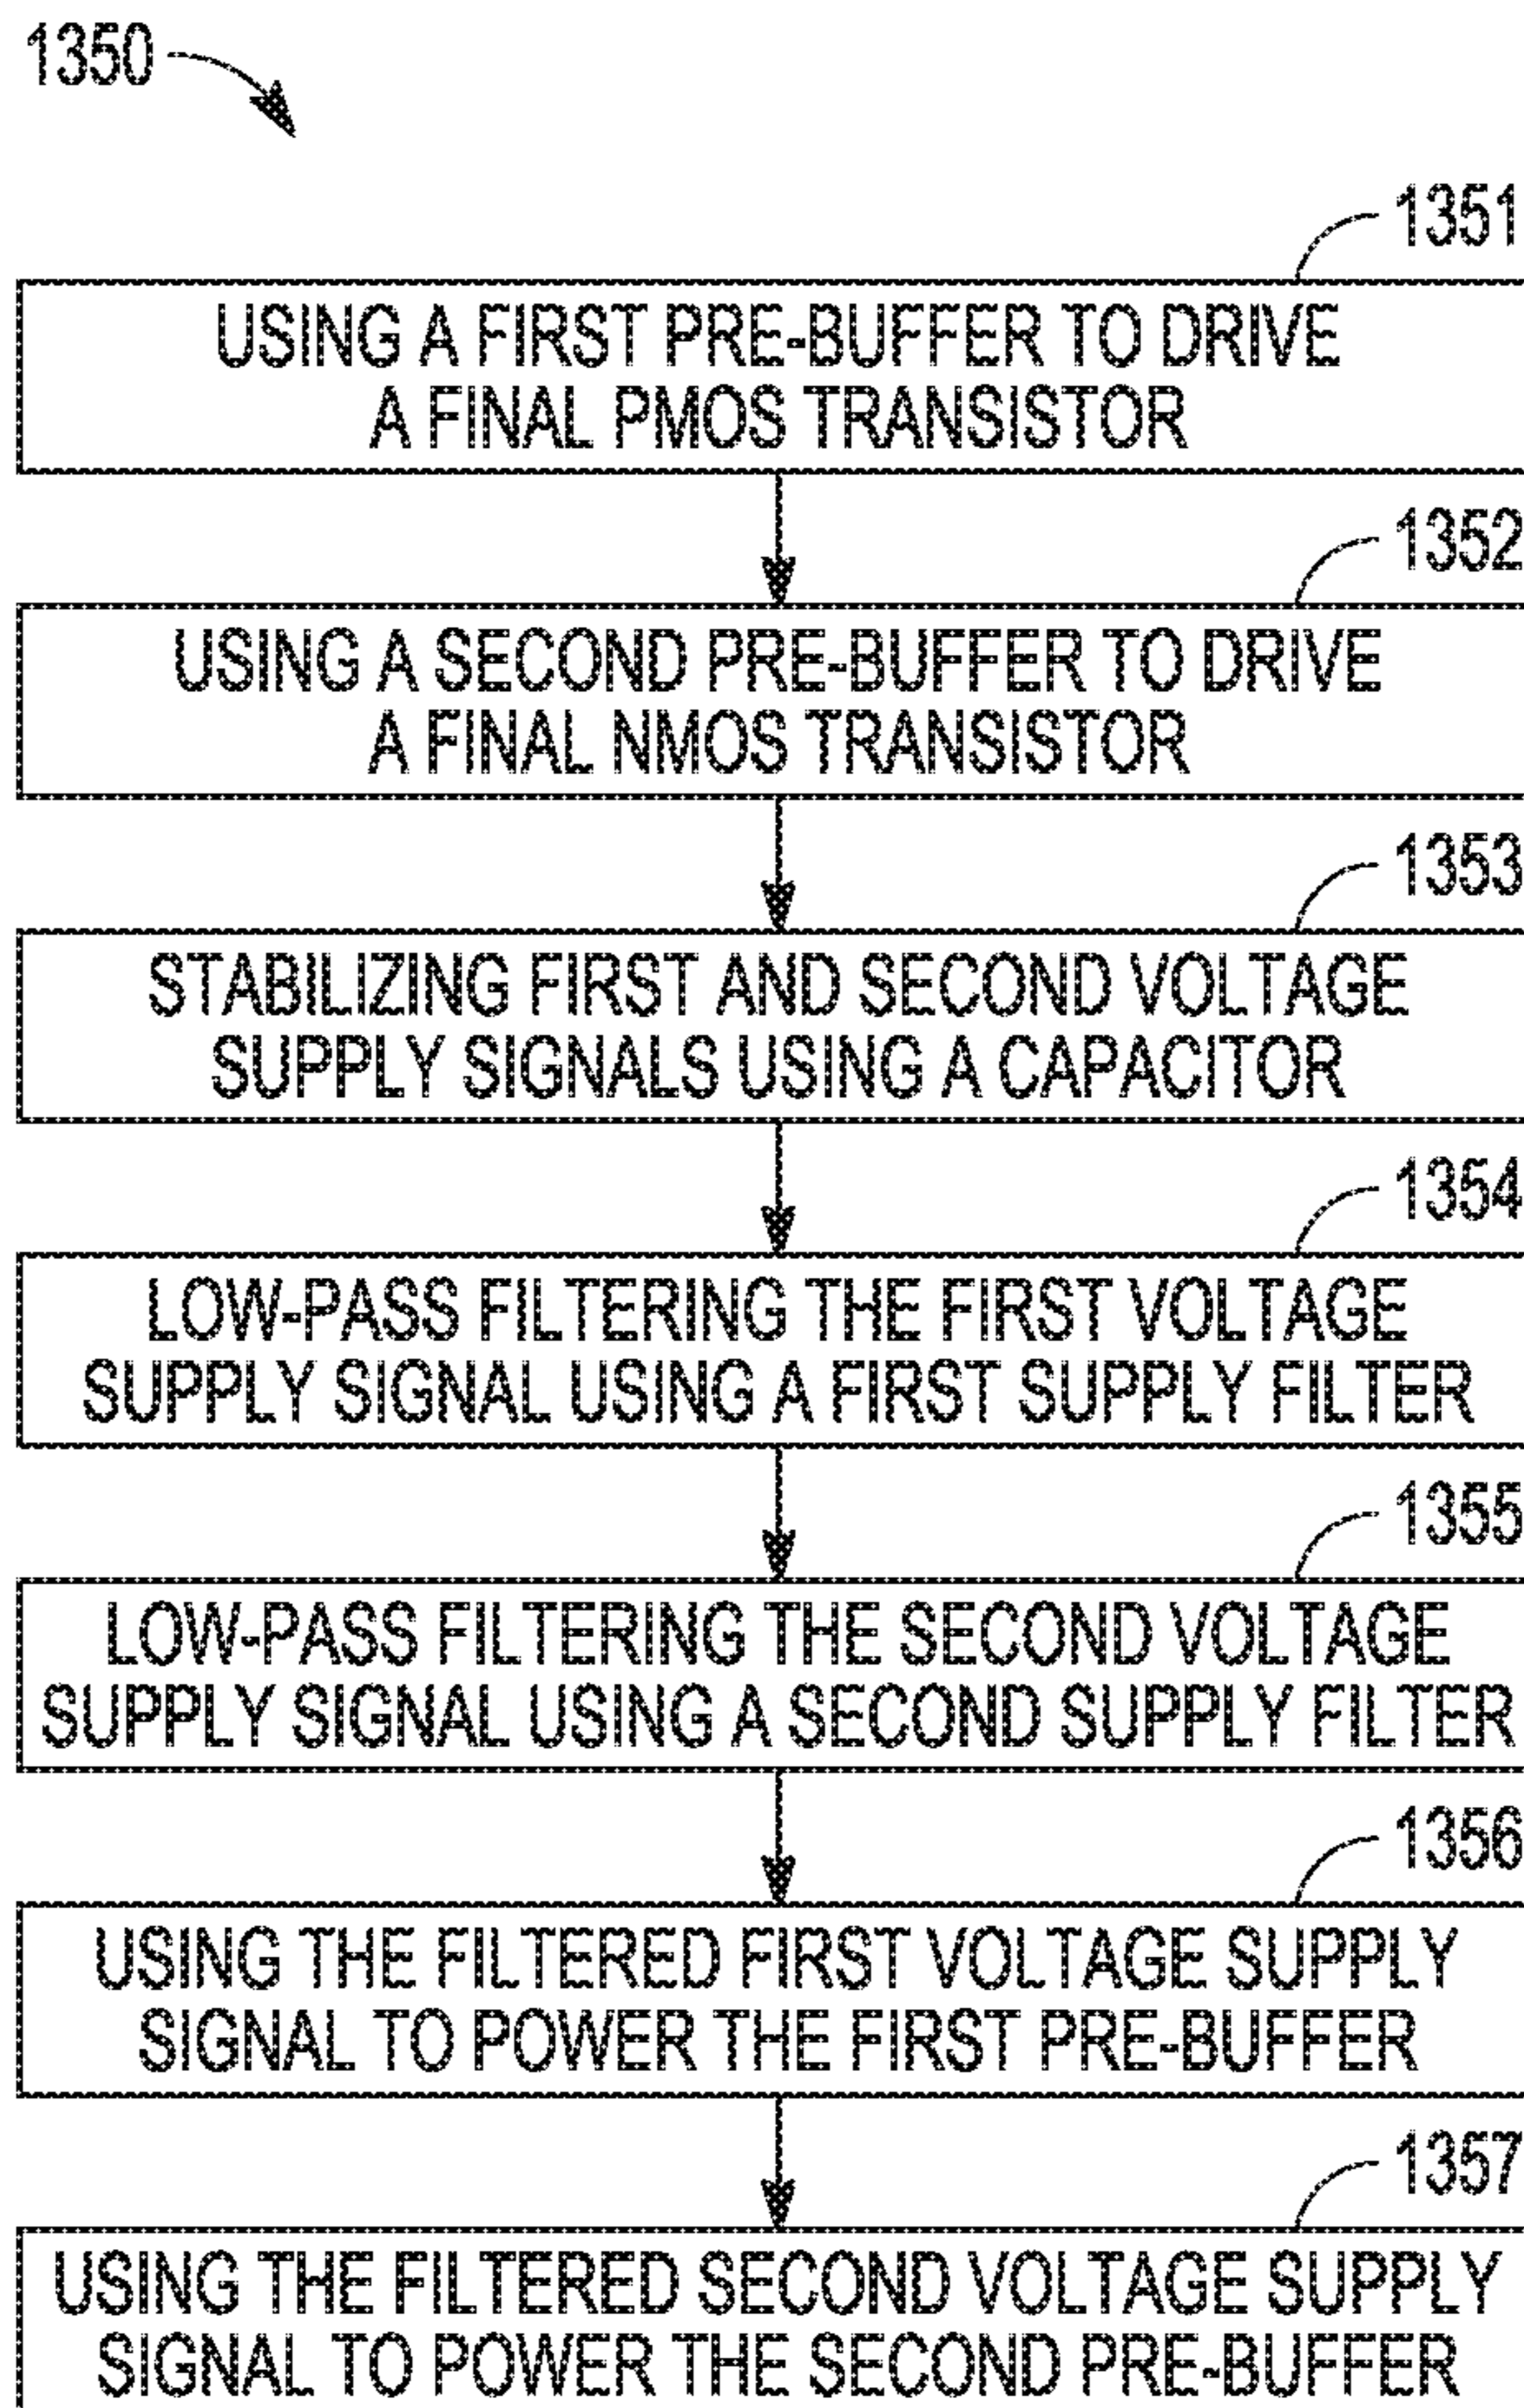 1350
1351
USING A FIRST PRE-BUFFER TO DRIVE
A FINAL PMOS TRANSISTOR
1352
USING A SECOND PRE-BUFFER TO DRIVE
A FINAL NMOS TRANSISTOR
1353
STABILIZING FIRST AND SECOND VOLTAGE
SUPPLY SIGNALS USING A CAPACITOR
1354
LOW-PASS FILTERING THE FIRST VOLTAGE
SUPPLY SIGNAL USING A FIRST SUPPLY FILTER
1355
LOW-PASS FILTERING THE SECOND VOLTAGE
SUPPLY SIGNAL USING A SECOND SUPPLY FILTER
1356
USING THE FILTERED FIRST VOLTAGE SUPPLY
SIGNAL TO POWER THE FIRST PRE-BUFFER
1357
USING THE FILTERED SECOND VOLTAGE SUPPLY
SIGNAL TO POWER THE SECOND PRE-BUFFER